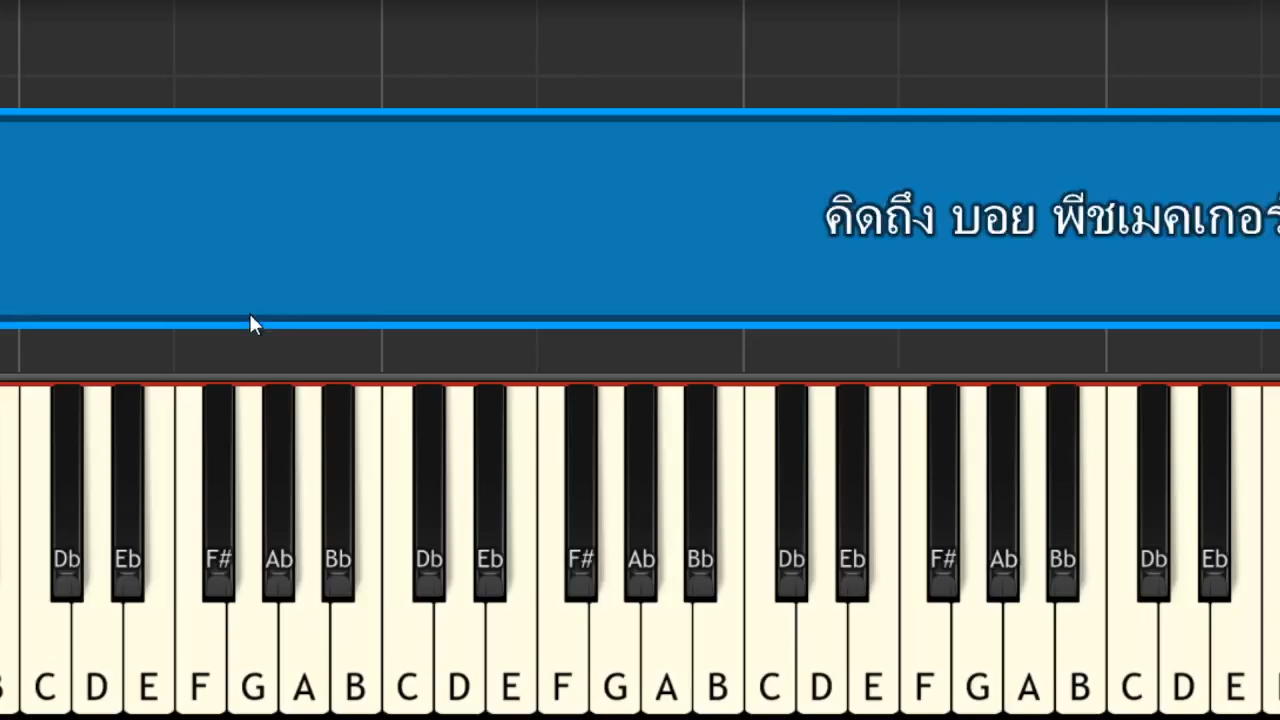 คิดถึง บอย พีชเมคเกอร์
Db Eb F# Ab Bb Db Eb F# Ab Bb Db Eb F# Ab Bb Db Eb
B C D E F G A B C D E F G A B C D E F G A B C D E